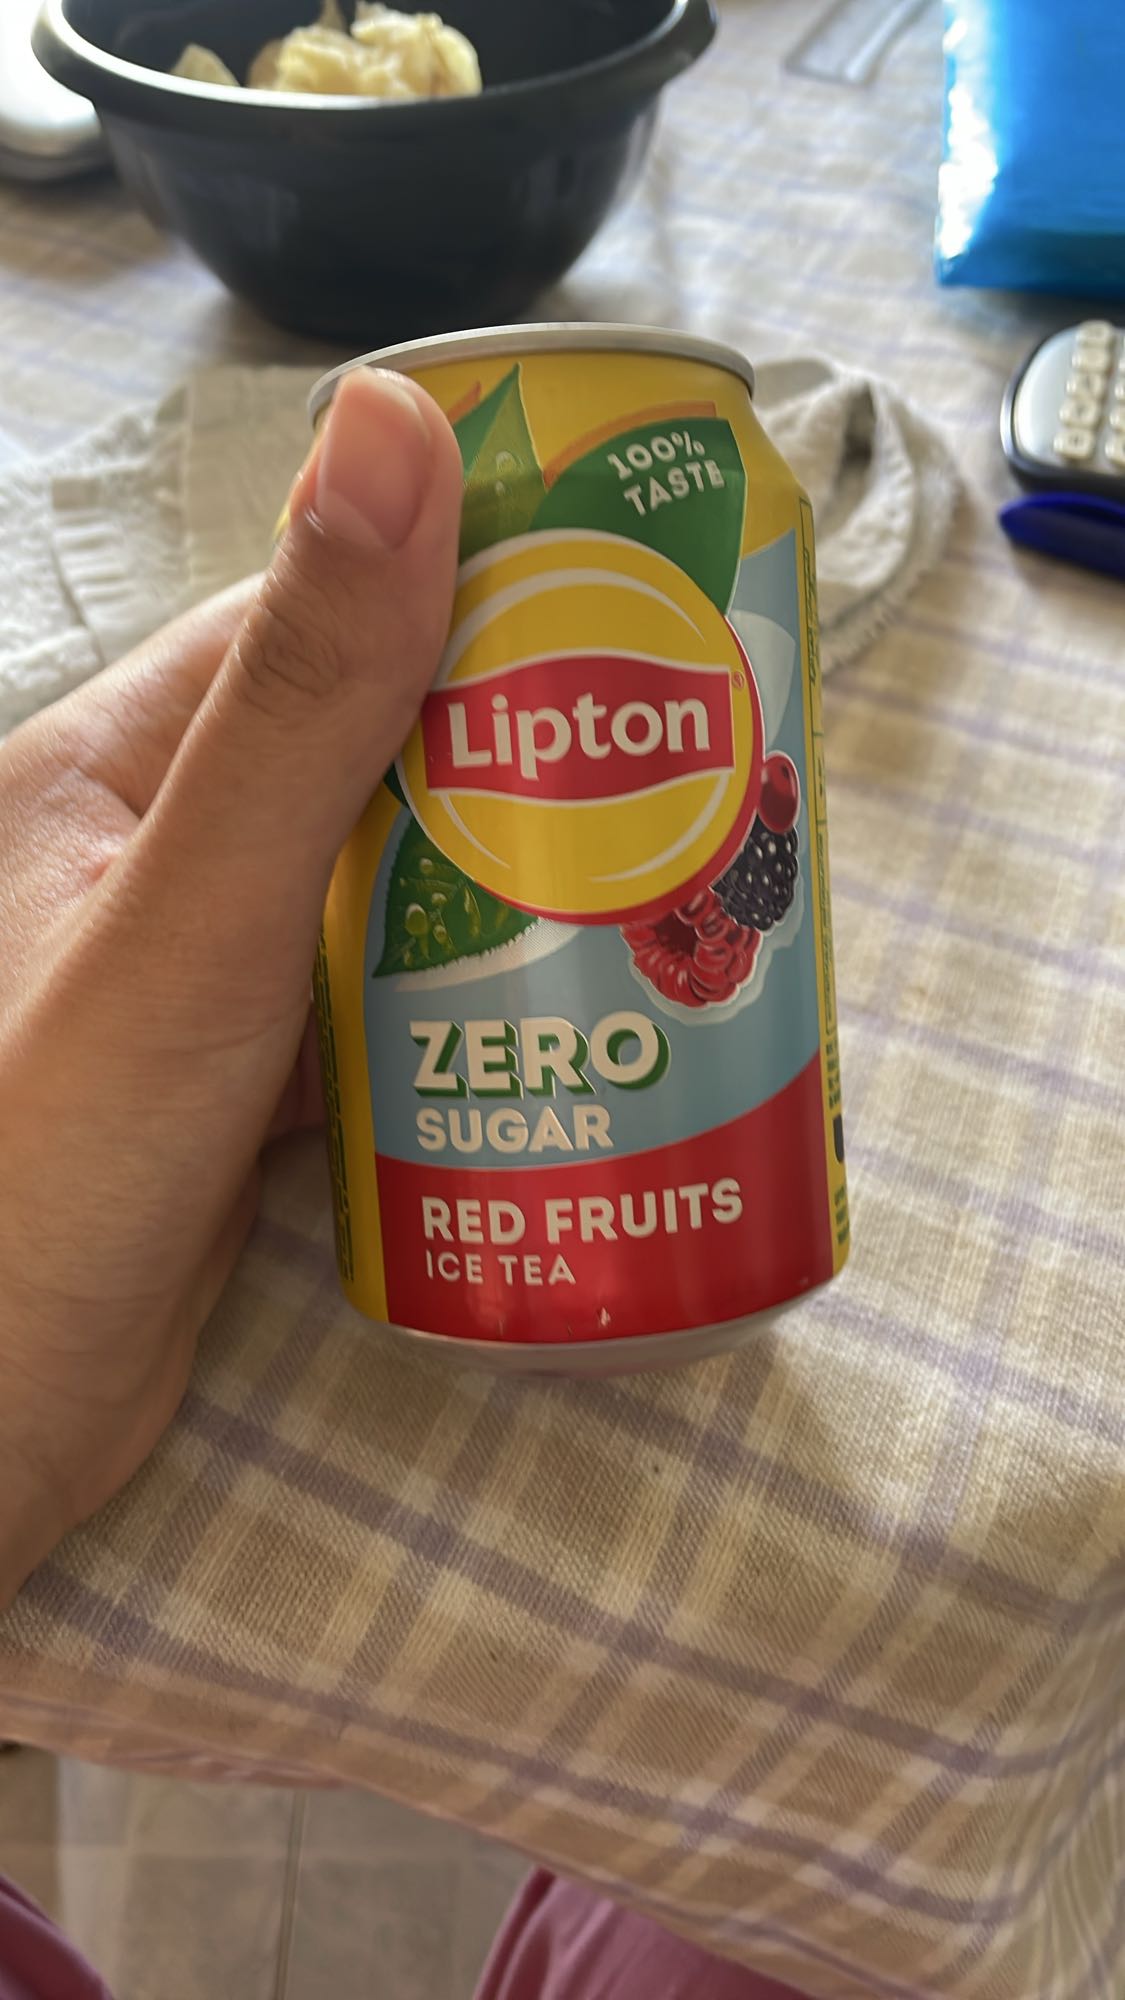 100%
TASTE
Lipton
ZERO
SUGAR
RED FRUITS
ICE TEA